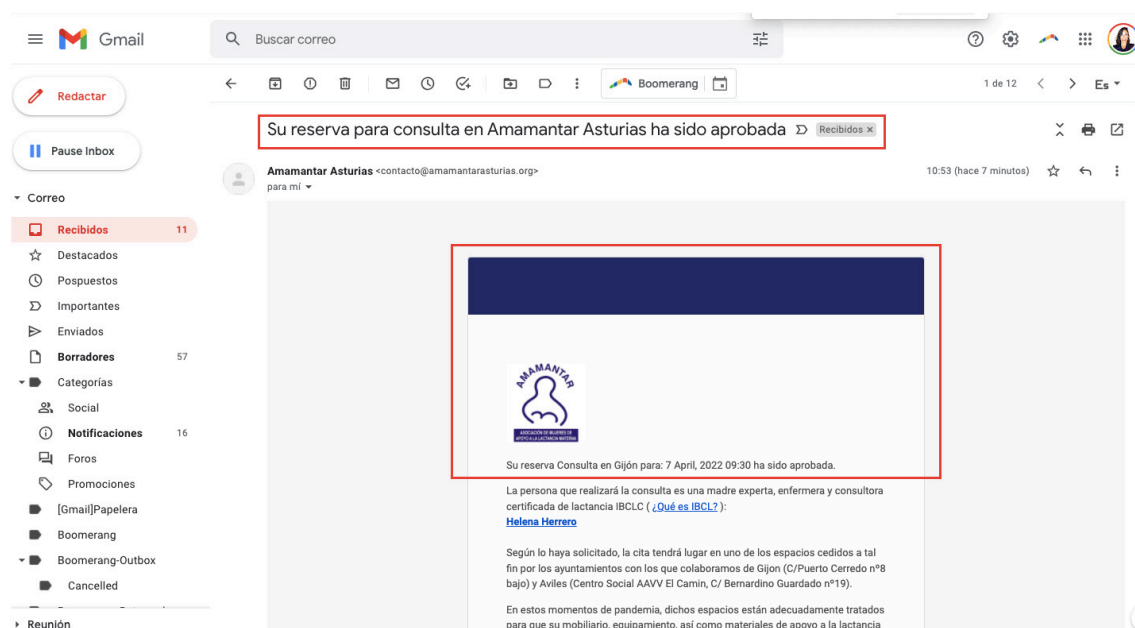 Gmail
Buscar correo
Redactar
Boomerang
1 de 12
Es
Su reserva para consulta en Amamantar Asturias ha sido aprobada
Recibidos ×
Pause Inbox
Amamantar Asturias <contacto@amamantarasturias.org>
10:53 (hace 7 minutos)
para mí
Correo
Recibidos 11
Destacados
Pospuestos
Importantes
Enviados
Borradores 57
Categorías
Social
Notificaciones 16
Foros
Promociones
[Gmail]Papelera
Boomerang
Boomerang-Outbox
Cancelled
Reunión
AMAMANTAR
ASOCIACIÓN DE MUJERES DE
APOYO A LA LACTANCIA MATERNA
Su reserva Consulta en Gijón para: 7 April, 2022 09:30 ha sido aprobada.
La persona que realizará la consulta es una madre experta, enfermera y consultora
certificada de lactancia IBCLC ( ¿Qué es IBCL? ):
Helena Herrero
Según lo haya solicitado, la cita tendrá lugar en uno de los espacios cedidos a tal
fin por los ayuntamientos con los que colaboramos de Gijon (C/Puerto Cerredo nº8
bajo) y Aviles (Centro Social AAVV El Camin, C/ Bernardino Guardado nº19).
En estos momentos de pandemia, dichos espacios están adecuadamente tratados
para que su mobiliario, equipamiento, así como materiales de apoyo a la lactancia